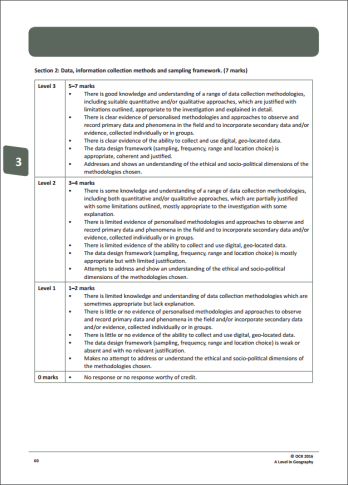 Section 2: Data, information collection methods and sampling framework. (7 marks)
Level 3
5–7 marks
• There is good knowledge and understanding of a range of data collection methodologies,
including suitable quantitative and/or qualitative approaches, which are justified with
limitations outlined, appropriate to the investigation and explained in detail.
• There is clear evidence of personalised methodologies and approaches to observe and
record primary data and phenomena in the field and to incorporate secondary data and/or
evidence, collected individually or in groups.
• There is clear evidence of the ability to collect and use digital, geo-located data.
• The data design framework (sampling, frequency, range and location choice) is
appropriate, coherent and justified.
• Addresses and shows an understanding of the ethical and socio-political dimensions of the
methodologies chosen.
3
Level 2
3–4 marks
• There is some knowledge and understanding of data collection methodologies,
including both quantitative and/or qualitative approaches, which are partially justified
with some limitations outlined, mostly appropriate to the investigation with some
explanation.
• There is limited evidence of personalised methodologies and approaches to observe and
record primary data and phenomena in the field and to incorporate secondary data and/or
evidence, collected individually or in groups.
• There is limited evidence of the ability to collect and use digital, geo-located data.
• The data design framework (sampling, frequency, range and location choice) is mostly
appropriate but with limited justification.
• Attempts to address and show an understanding of the ethical and socio-political
dimensions of the methodologies chosen.
Level 1
1–2 marks
• There is limited knowledge and understanding of data collection methodologies which are
sometimes appropriate but lack explanation.
• There is little or no evidence of personalised methodologies and approaches to observe
and record primary data and phenomena in the field and/or incorporate secondary data
and/or evidence, collected individually or in groups.
• There is little or no evidence of the ability to collect and use digital, geo-located data.
• The data design framework (sampling, frequency, range and location choice) is weak or
absent and with no relevant justification.
• Makes no attempt to address or understand the ethical and socio-political dimensions of
the methodologies chosen.
0 marks
• No response or no response worthy of credit.
60
© OCR 2016
A Level in Geography